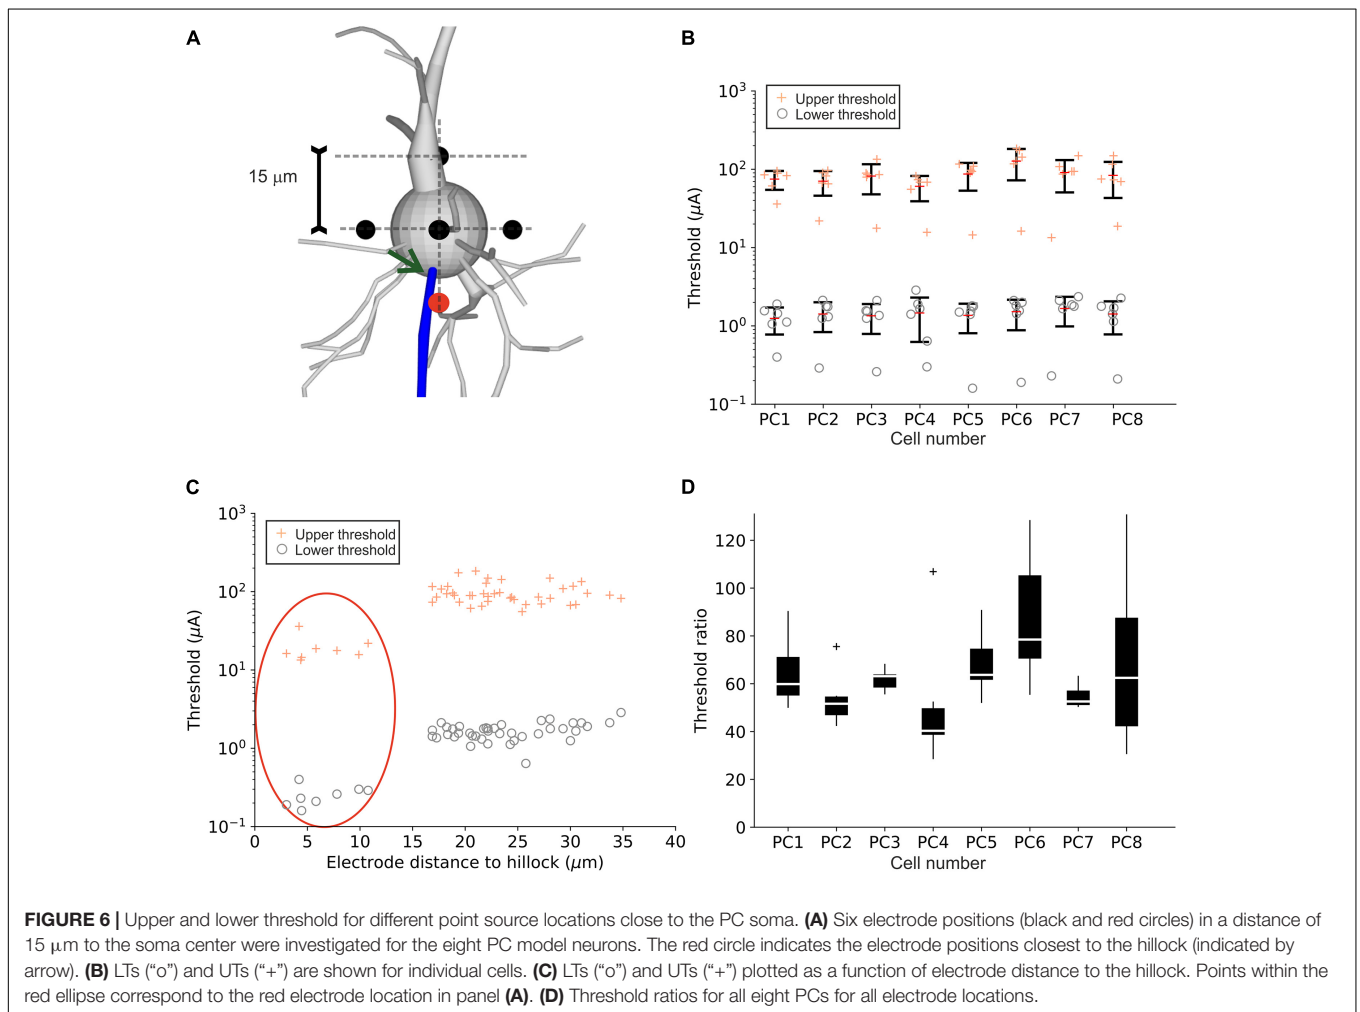 A
15 μm
B
Upper threshold
Lower threshold
Threshold (μA)
10³
10²
10¹
10⁰
10⁻¹
PC1 PC2 PC3 PC4 PC5 PC6 PC7 PC8
Cell number
C
Upper threshold
Lower threshold
Threshold (μA)
10³
10²
10¹
10⁰
10⁻¹
0 5 10 15 20 25 30 35 40
Electrode distance to hillock (μm)
D
Threshold ratio
120
100
80
60
40
20
0
PC1 PC2 PC3 PC4 PC5 PC6 PC7 PC8
Cell number
FIGURE 6 | Upper and lower threshold for different point source locations close to the PC soma. (A) Six electrode positions (black and red circles) in a distance of
15 μm to the soma center were investigated for the eight PC model neurons. The red circle indicates the electrode positions closest to the hillock (indicated by
arrow). (B) LTs (“o”) and UTs (“+”) are shown for individual cells. (C) LTs (“o”) and UTs (“+”) plotted as a function of electrode distance to the hillock. Points within the
red ellipse correspond to the red electrode location in panel (A). (D) Threshold ratios for all eight PCs for all electrode locations.